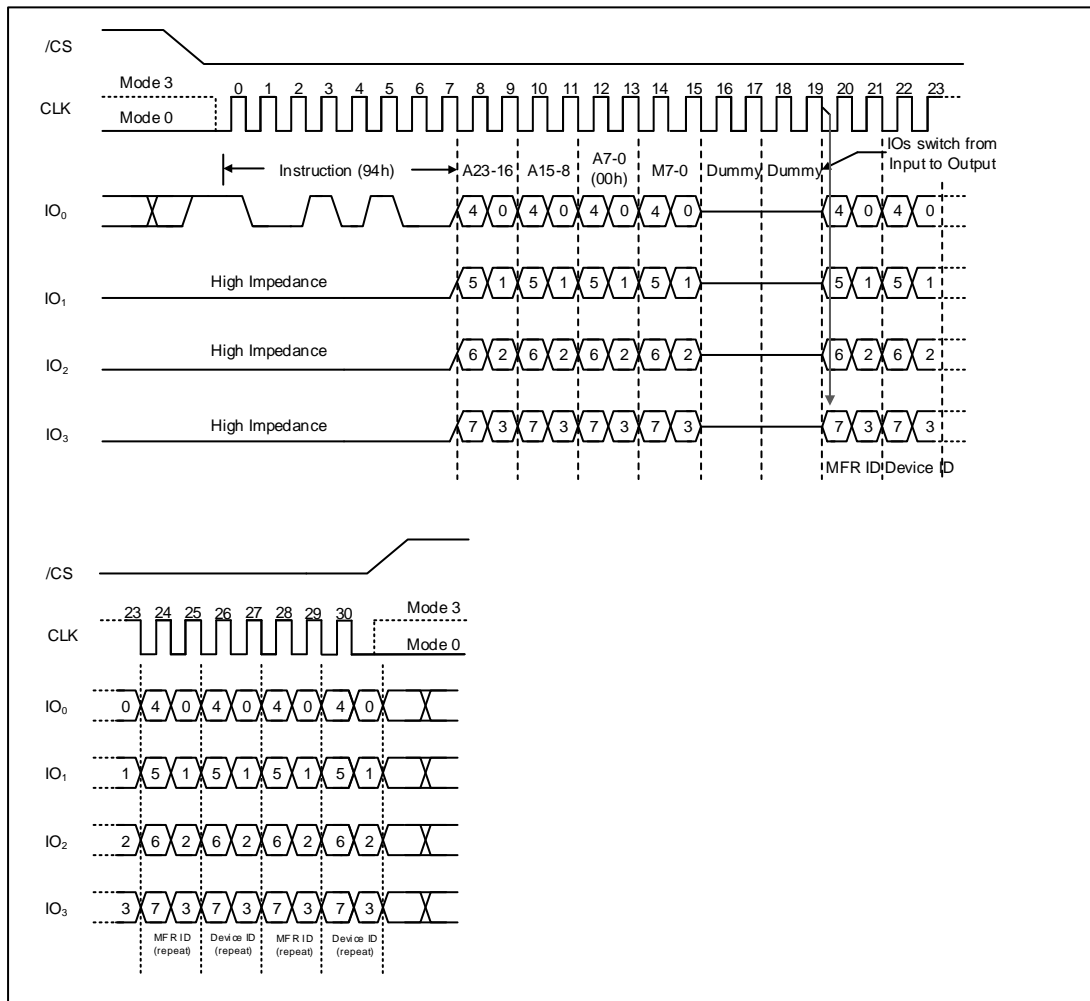 /CS
Mode 3
0 1 2 3 4 5 6 7 8 9 10 11 12 13 14 15 16 17 18 19 20 21 22 23
CLK
Mode 0
IOs switch from
Input to Output
Instruction (94h) A23-16 A15-8 A7-0 (00h) M7-0 Dummy Dummy
IO0 4 0 4 0 4 0 4 0 4 0 4 0
IO1 High Impedance 5 1 5 1 5 1 5 1 5 1 5 1
IO2 High Impedance 6 2 6 2 6 2 6 2 6 2 6 2
IO3 High Impedance 7 3 7 3 7 3 7 3 7 3 7 3
MFR ID Device ID
/CS
23 24 25 26 27 28 29 30 Mode 3
CLK
Mode 0
IO0 0 4 0 4 0 4 0 4 0
IO1 1 5 1 5 1 5 1 5 1
IO2 2 6 2 6 2 6 2 6 2
IO3 3 7 3 7 3 7 3 7 3
MFR ID Device ID MFR ID Device ID
(repeat) (repeat) (repeat) (repeat)